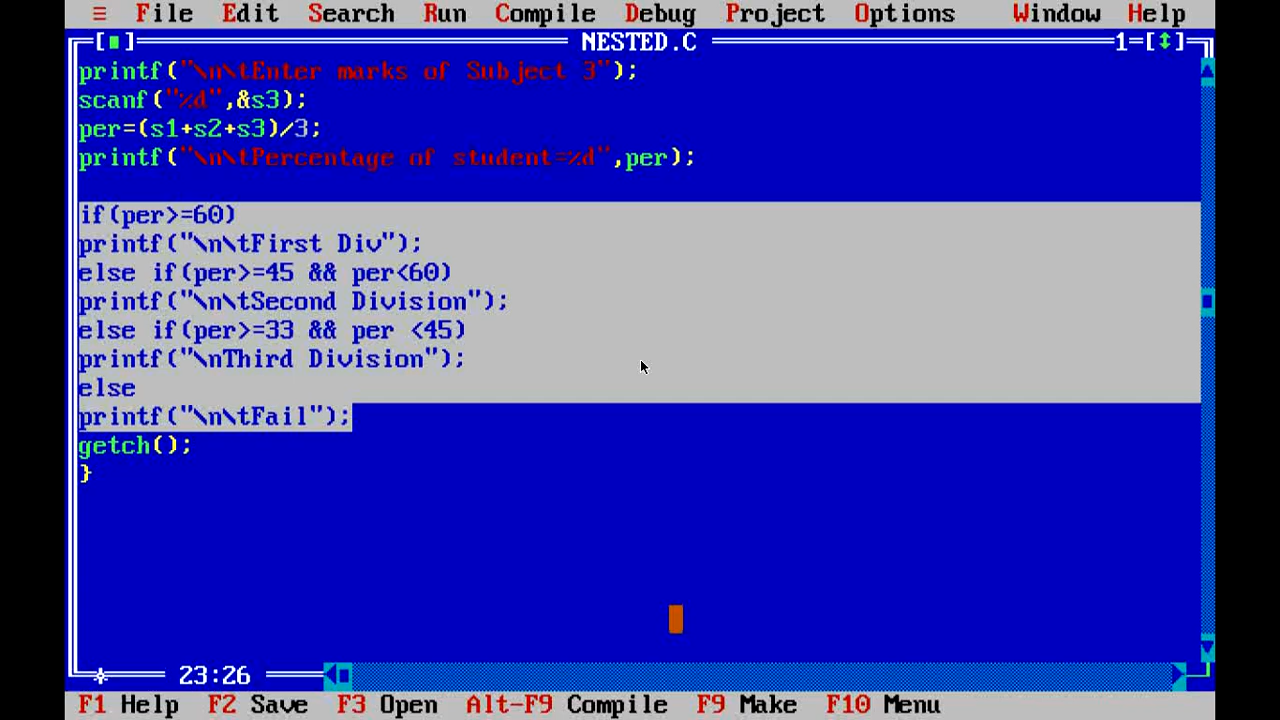 ≡ File Edit Search Run Compile Debug Project Options Window Help
[■] NESTED.C 1=[↕]
printf("\n\tEnter marks of Subject 3");
scanf("%d",&s3);
per=(s1+s2+s3)/3;
printf("\n\tPercentage of student=%d",per);
if(per>=60)
printf("\n\tFirst Div");
else if(per>=45 && per<60)
printf("\n\tSecond Division");
else if(per>=33 && per <45)
printf("\nThird Division");
else
printf("\n\tFail");
getch();
}
23:26
F1 Help F2 Save F3 Open Alt-F9 Compile F9 Make F10 Menu